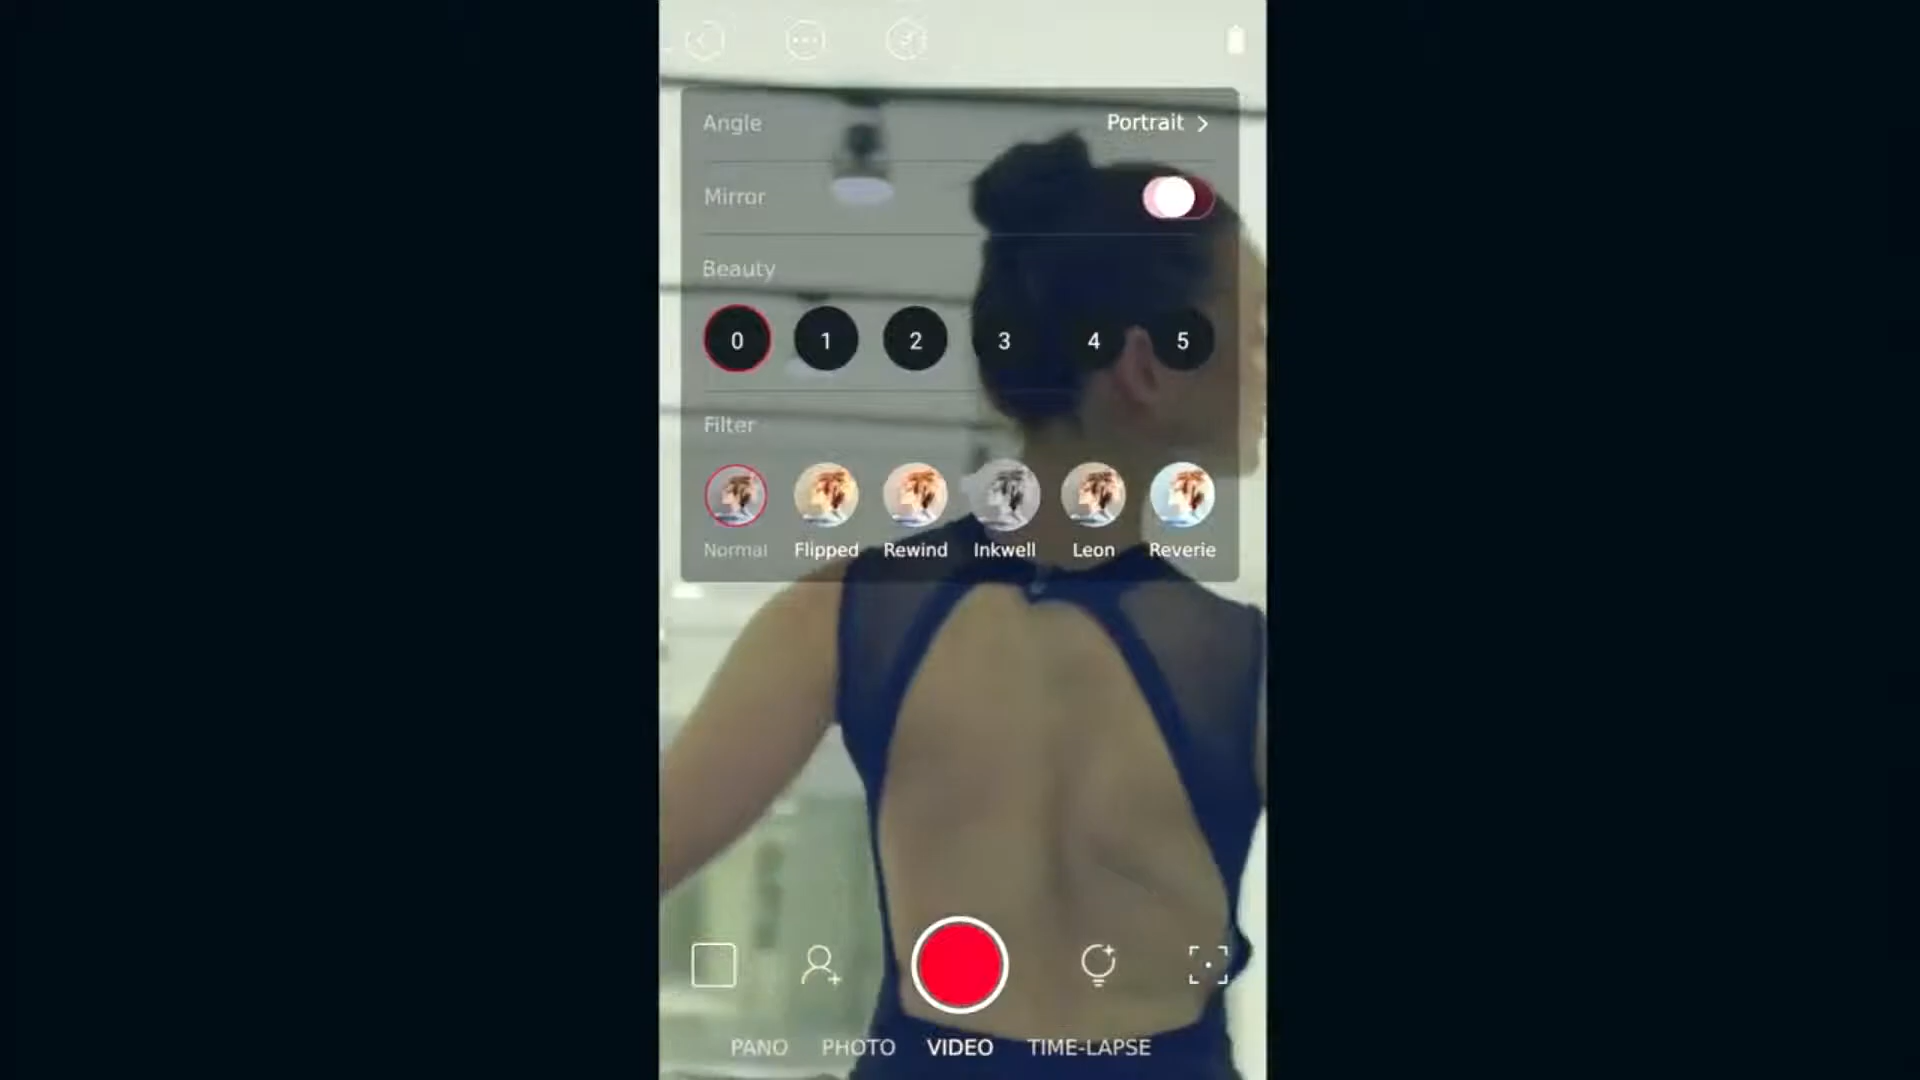 Angle Portrait
Mirror
Beauty
0 1 2 3 4 5
Filter
Normal Flipped Rewind Inkwell Leon Reverie
PANO PHOTO VIDEO TIME-LAPSE